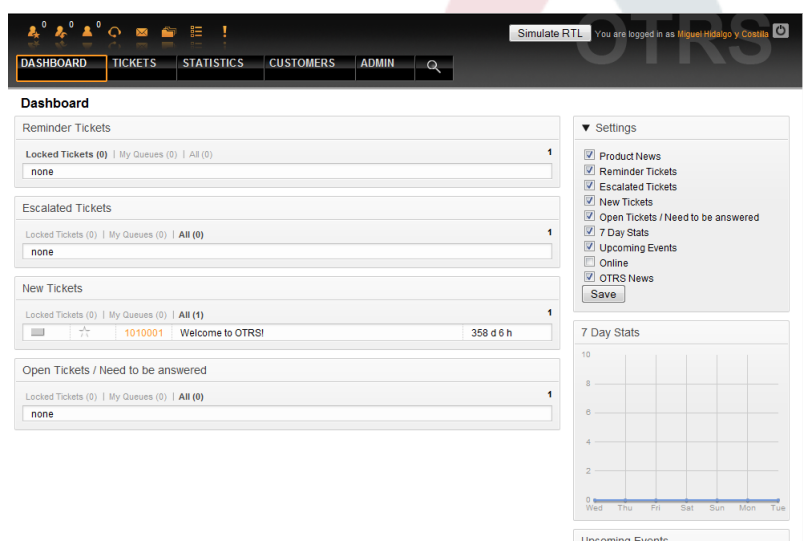 0 0 0
OTRS
Simulate RTL You are logged in as Miguel Hidalgo y Costilla
DASHBOARD TICKETS STATISTICS CUSTOMERS ADMIN
Dashboard
Reminder Tickets
Locked Tickets (0) | My Queues (0) | All (0) 1
none
Escalated Tickets
Locked Tickets (0) | My Queues (0) | All (0) 1
none
New Tickets
Locked Tickets (0) | My Queues (0) | All (1) 1
1010001 Welcome to OTRS! 358 d 6 h
Open Tickets / Need to be answered
Locked Tickets (0) | My Queues (0) | All (0) 1
none
▼ Settings
Product News
Reminder Tickets
Escalated Tickets
New Tickets
Open Tickets / Need to be answered
7 Day Stats
Upcoming Events
Online
OTRS News
Save
7 Day Stats
10
8
6
4
2
0
Wed Thu Fri Sat Sun Mon Tue
Upcoming Events